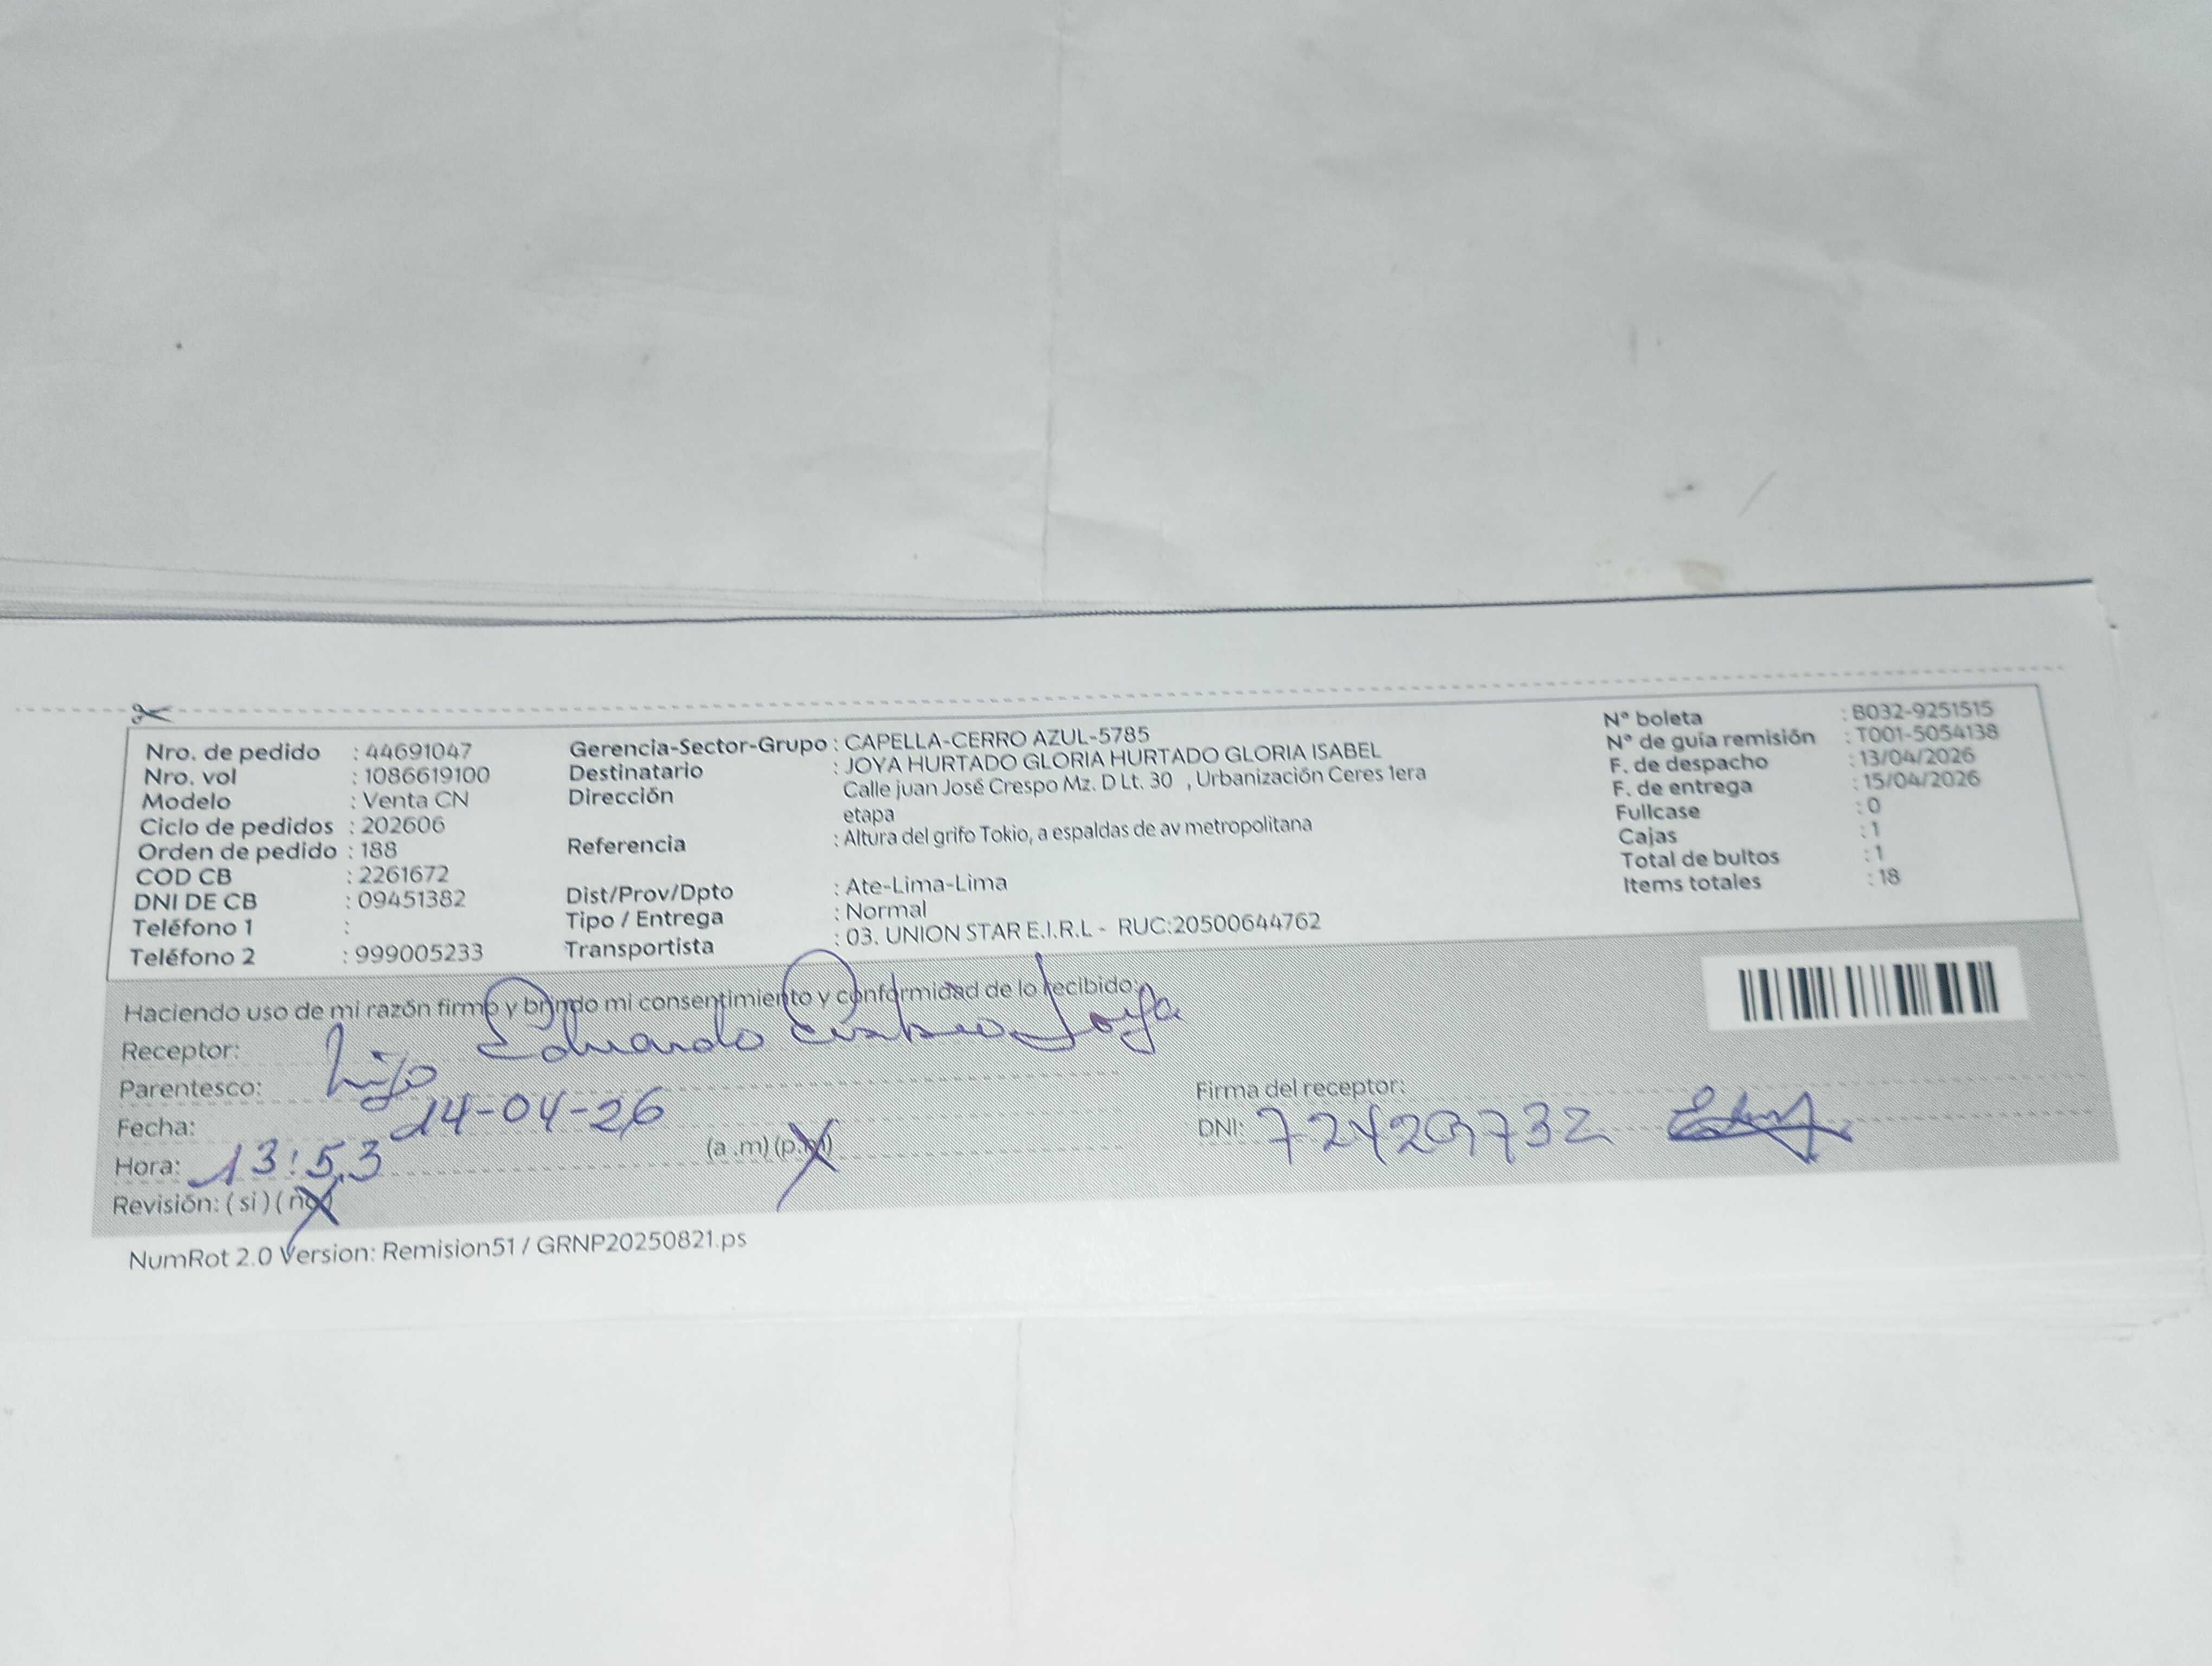 Nro. de pedido : 44691047
Nro. vol : 1086619100
Modelo : Venta CN
Ciclo de pedidos : 202606
Orden de pedido : 188
COD CB : 2261672
DNI DE CB : 09451382
Teléfono 1 :
Teléfono 2 : 999005233
Gerencia-Sector-Grupo : CAPELLA-CERRO AZUL-5785
Destinatario : JOYA HURTADO GLORIA HURTADO GLORIA ISABEL
Dirección Calle juan José Crespo Mz. D Lt. 30 , Urbanización Ceres 1era
etapa
Referencia : Altura del grifo Tokio, a espaldas de av metropolitana
Dist/Prov/Dpto : Ate-Lima-Lima
Tipo / Entrega : Normal
Transportista : 03. UNION STAR E.I.R.L - RUC:20500644762
N° boleta : B032-9251515
N° de guía remisión : T001-5054138
F. de despacho : 13/04/2026
F. de entrega : 15/04/2026
Fullcase : 0
Cajas : 1
Total de bultos : 1
Items totales : 18
Haciendo uso de mi razón firmo y brindo mi consentimiento y conformidad de lo recibido:
Receptor: Eduardo Joya
Parentesco: hijo
Fecha: 14-04-26
Hora: 13:53 (a.m) (p.m)
Revisión: ( si ) ( no )
Firma del receptor:
DNI: 72429732
NumRot 2.0 Version: Remision51 / GRNP20250821.ps